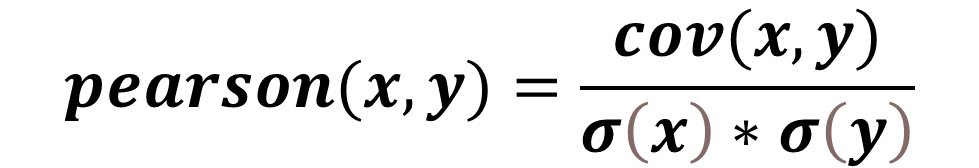 pearson(x, y) = cov(x, y) / σ(x) * σ(y)